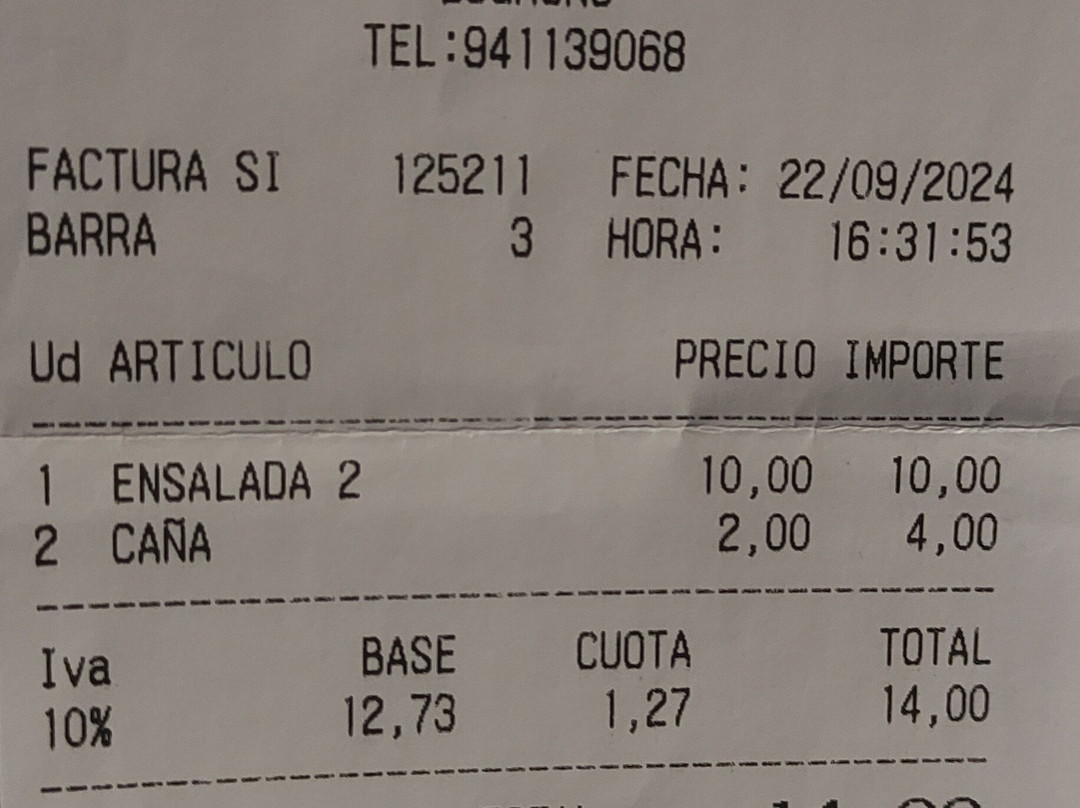 TEL:941139068
FACTURA SI 125211 FECHA: 22/09/2024
BARRA 3 HORA: 16:31:53
Ud ARTICULO PRECIO IMPORTE
1 ENSALADA 2 10,00 10,00
2 CAÑA 2,00 4,00
Iva BASE CUOTA TOTAL
10% 12,73 1,27 14,00